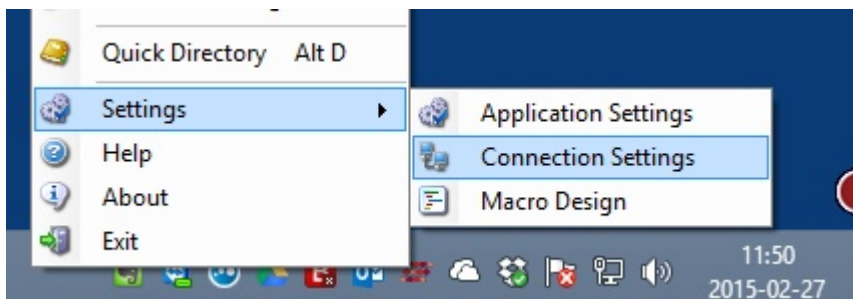 Quick Directory Alt D
Settings
Application Settings
Help
Connection Settings
About
Macro Design
Exit
11:50
2015-02-27